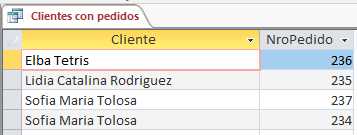 Clientes con pedidos
Cliente NroPedido
Elba Tetris 236
Lidia Catalina Rodriguez 235
Sofia Maria Tolosa 237
Sofia Maria Tolosa 234